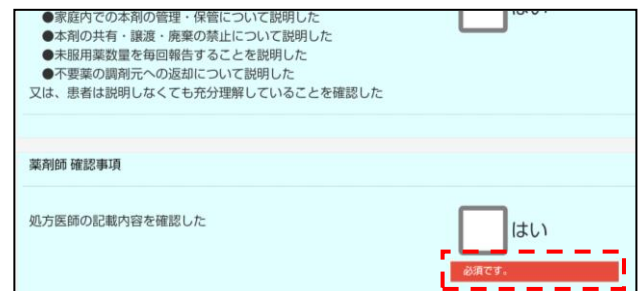 ●家庭内での本剤の管理・保管について説明した
はい
●本剤の共有・譲渡・廃棄の禁止について説明した
●未服用薬数量を毎回報告することを説明した
●不要薬の調剤元への返却について説明した
又は、患者は説明しなくても充分理解していることを確認した
薬剤師 確認事項
処方医師の記載内容を確認した
はい
必須です。